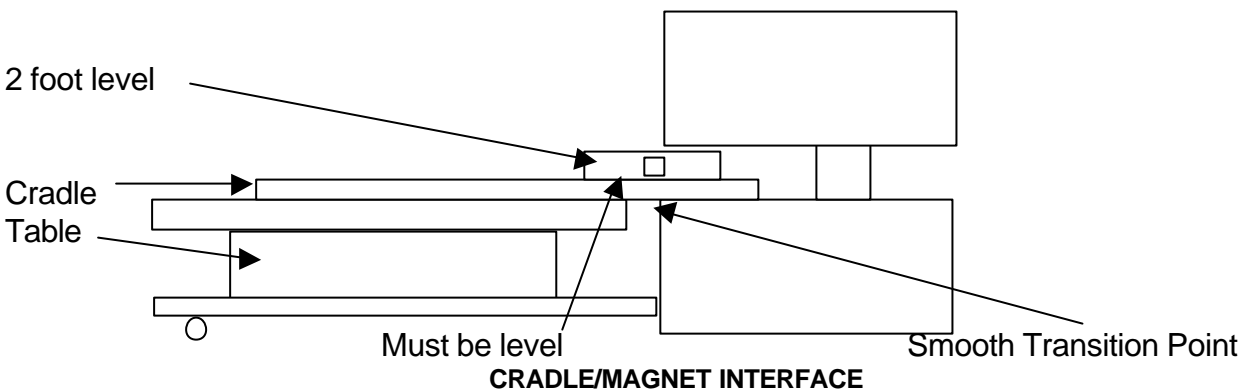 2 foot level
Cradle
Table
Must be level
Smooth Transition Point
CRADLE/MAGNET INTERFACE